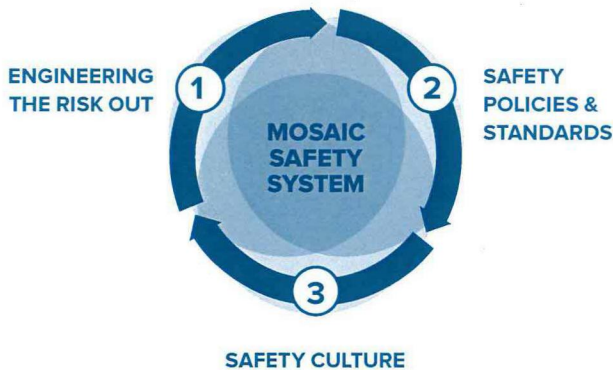 ENGINEERING
THE RISK OUT
1
2
SAFETY
POLICIES &
STANDARDS
MOSAIC
SAFETY
SYSTEM
3
SAFETY CULTURE